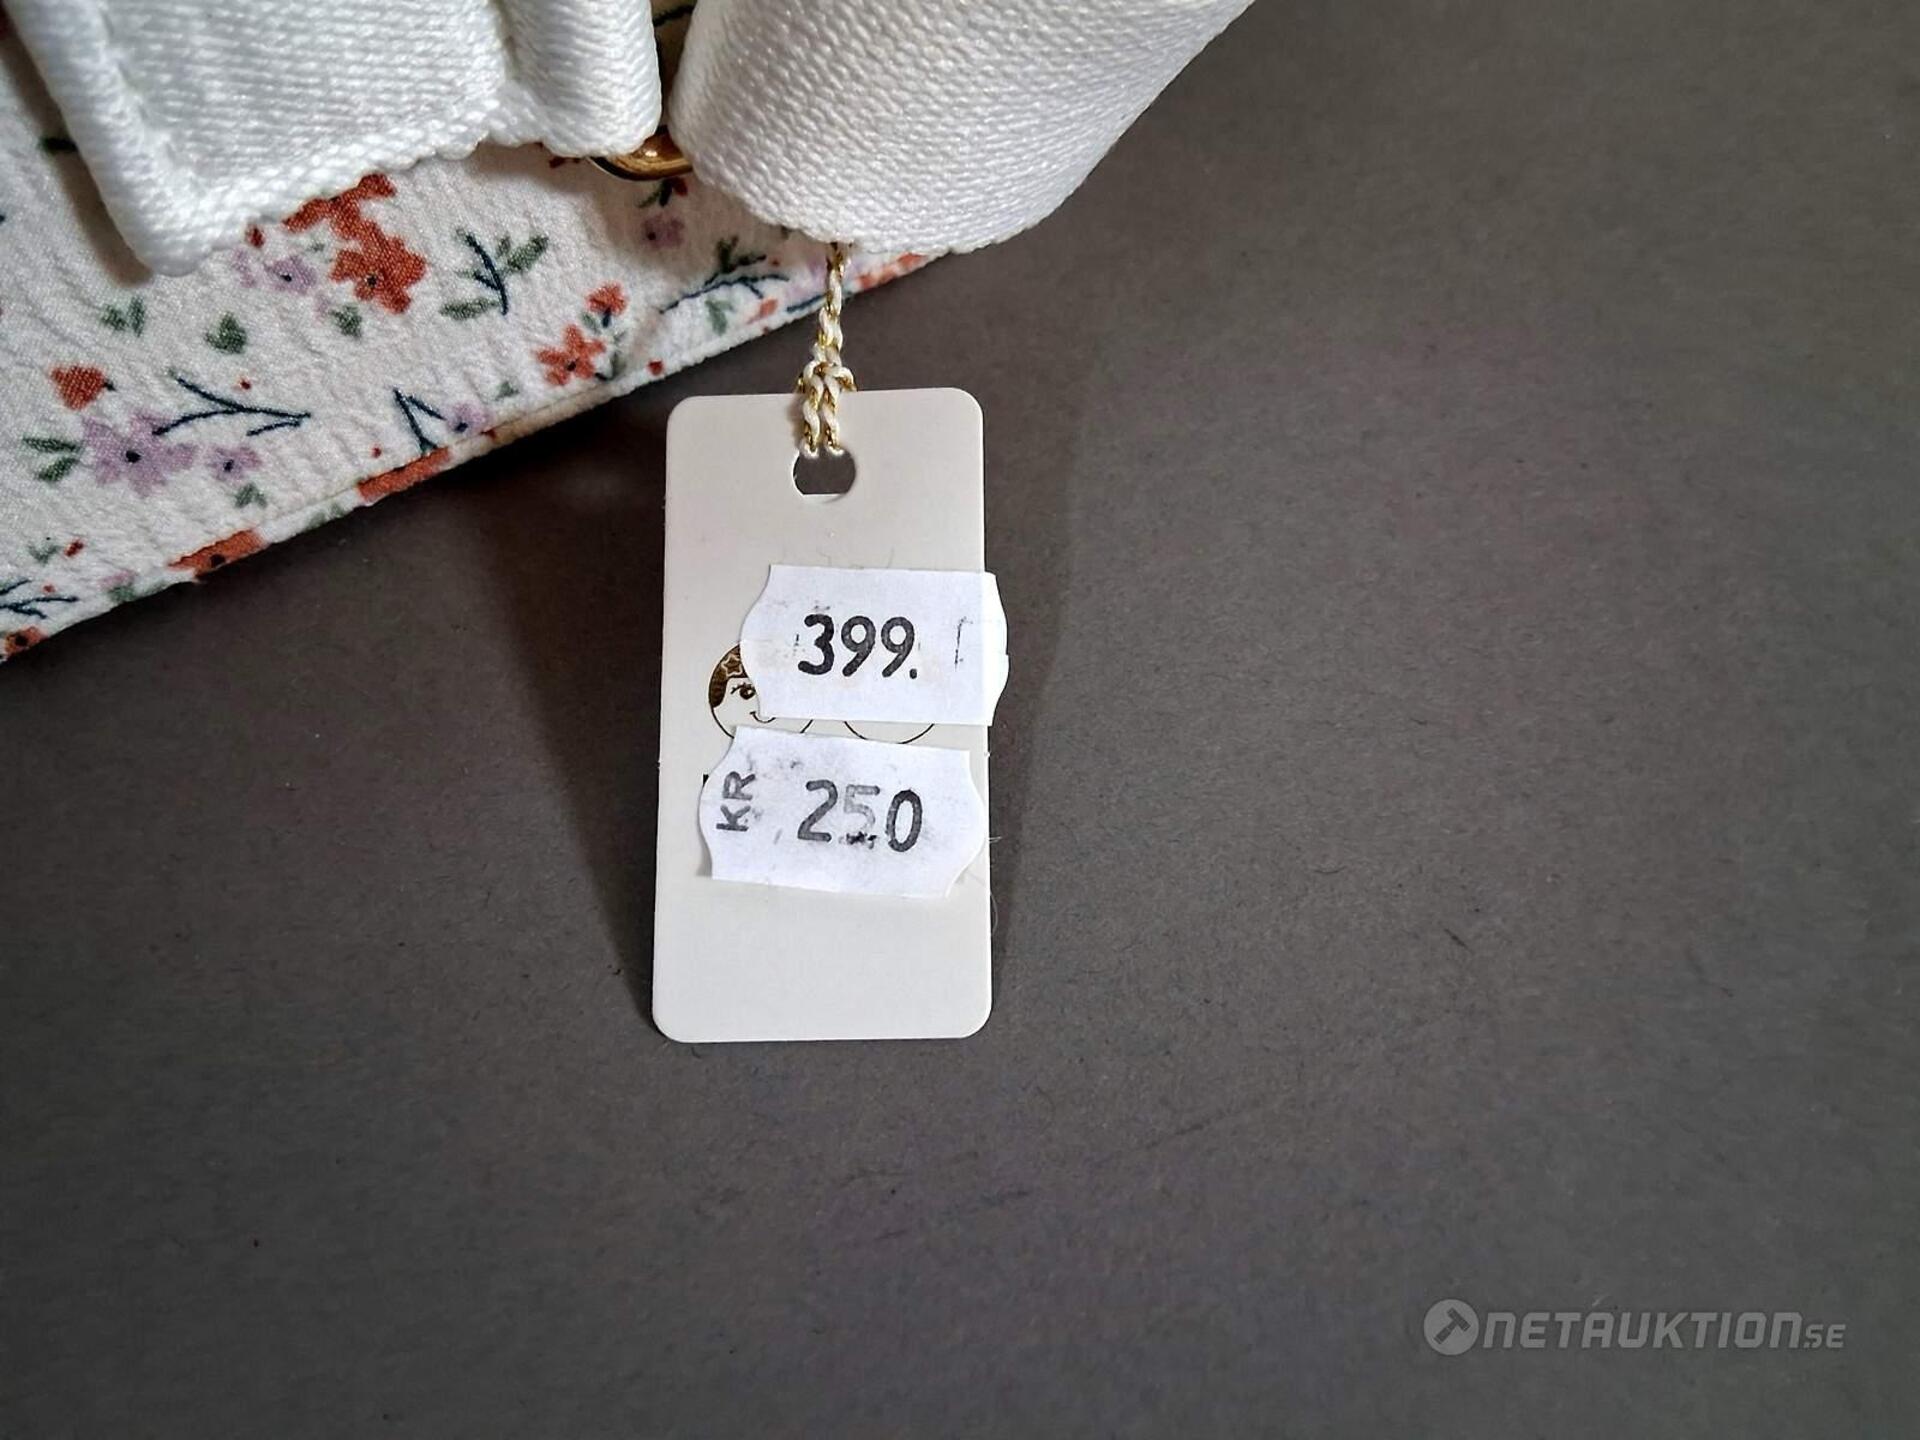 399.
KR 250
NETAUKTION.SE